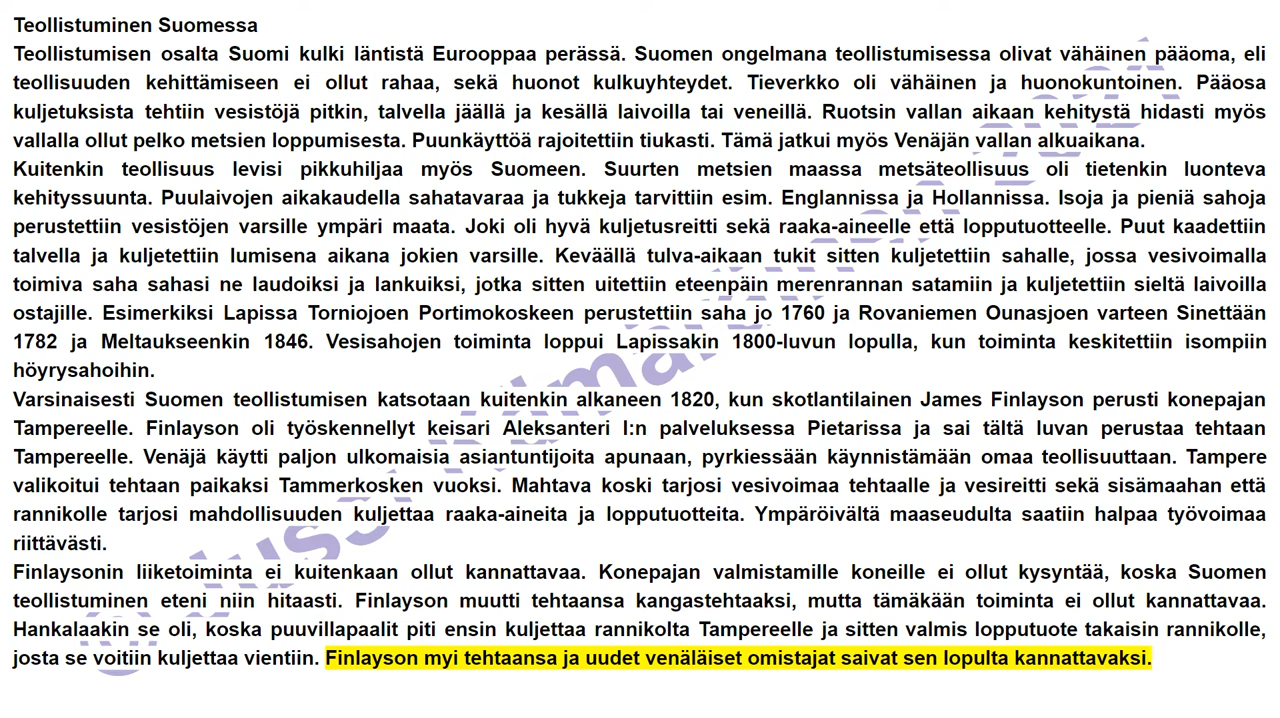 Teollistuminen Suomessa
Teollistumisen osalta Suomi kulki läntistä Eurooppaa perässä. Suomen ongelmana teollistumisessa olivat vähäinen pääoma, eli
teollisuuden kehittämiseen ei ollut rahaa, sekä huonot kulkuyhteydet. Tieverkko oli vähäinen ja huonokuntoinen. Pääosa
kuljetuksista tehtiin vesistöjä pitkin, talvella jäällä ja kesällä laivoilla tai veneillä. Ruotsin vallan aikaan kehitystä hidasti myös
vallalla ollut pelko metsien loppumisesta. Puunkäyttöä rajoitettiin tiukasti. Tämä jatkui myös Venäjän vallan alkuaikana.
Kuitenkin teollisuus levisi pikkuhiljaa myös Suomeen. Suurten metsien maassa metsäteollisuus oli tietenkin luonteva
kehityssuunta. Puulaivojen aikakaudella sahatavaraa ja tukkeja tarvittiin esim. Englannissa ja Hollannissa. Isoja ja pieniä sahoja
perustettiin vesistöjen varsille ympäri maata. Joki oli hyvä kuljetusreitti sekä raaka-aineelle että lopputuotteelle. Puut kaadettiin
talvella ja kuljetettiin lumisena aikana jokien varsille. Keväällä tulva-aikaan tukit sitten kuljetettiin sahalle, jossa vesivoimalla
toimiva saha sahasi ne laudoiksi ja lankuiksi, jotka sitten uitettiin eteenpäin merenrannan satamiin ja kuljetettiin sieltä laivoilla
ostajille. Esimerkiksi Lapissa Torniojoen Portimokoskeen perustettiin saha jo 1760 ja Rovaniemen Ounasjoen varteen Sinettään
1782 ja Meltaukseenkin 1846. Vesisahojen toiminta loppui Lapissakin 1800-luvun lopulla, kun toiminta keskitettiin isompiin
höyrysahoihin.
Varsinaisesti Suomen teollistumisen katsotaan kuitenkin alkaneen 1820, kun skotlantilainen James Finlayson perusti konepajan
Tampereelle. Finlayson oli työskennellyt keisari Aleksanteri I:n palveluksessa Pietarissa ja sai tältä luvan perustaa tehtaan
Tampereelle. Venäjä käytti paljon ulkomaisia asiantuntijoita apunaan, pyrkiessään käynnistämään omaa teollisuuttaan. Tampere
valikoitui tehtaan paikaksi Tammerkosken vuoksi. Mahtava koski tarjosi vesivoimaa tehtaalle ja vesireitti sekä sisämaahan että
rannikolle tarjosi mahdollisuuden kuljettaa raaka-aineita ja lopputuotteita. Ympäröivältä maaseudulta saatiin halpaa työvoimaa
riittävästi.
Finlaysonin liiketoiminta ei kuitenkaan ollut kannattavaa. Konepajan valmistamille koneille ei ollut kysyntää, koska Suomen
teollistuminen eteni niin hitaasti. Finlayson muutti tehtaansa kangastehtaaksi, mutta tämäkään toiminta ei ollut kannattavaa.
Hankalaakin se oli, koska puuvillapaalit piti ensin kuljettaa rannikolta Tampereelle ja sitten valmis lopputuote takaisin rannikolle,
josta se voitiin kuljettaa vientiin. Finlayson myi tehtaansa ja uudet venäläiset omistajat saivat sen lopulta kannattavaksi.